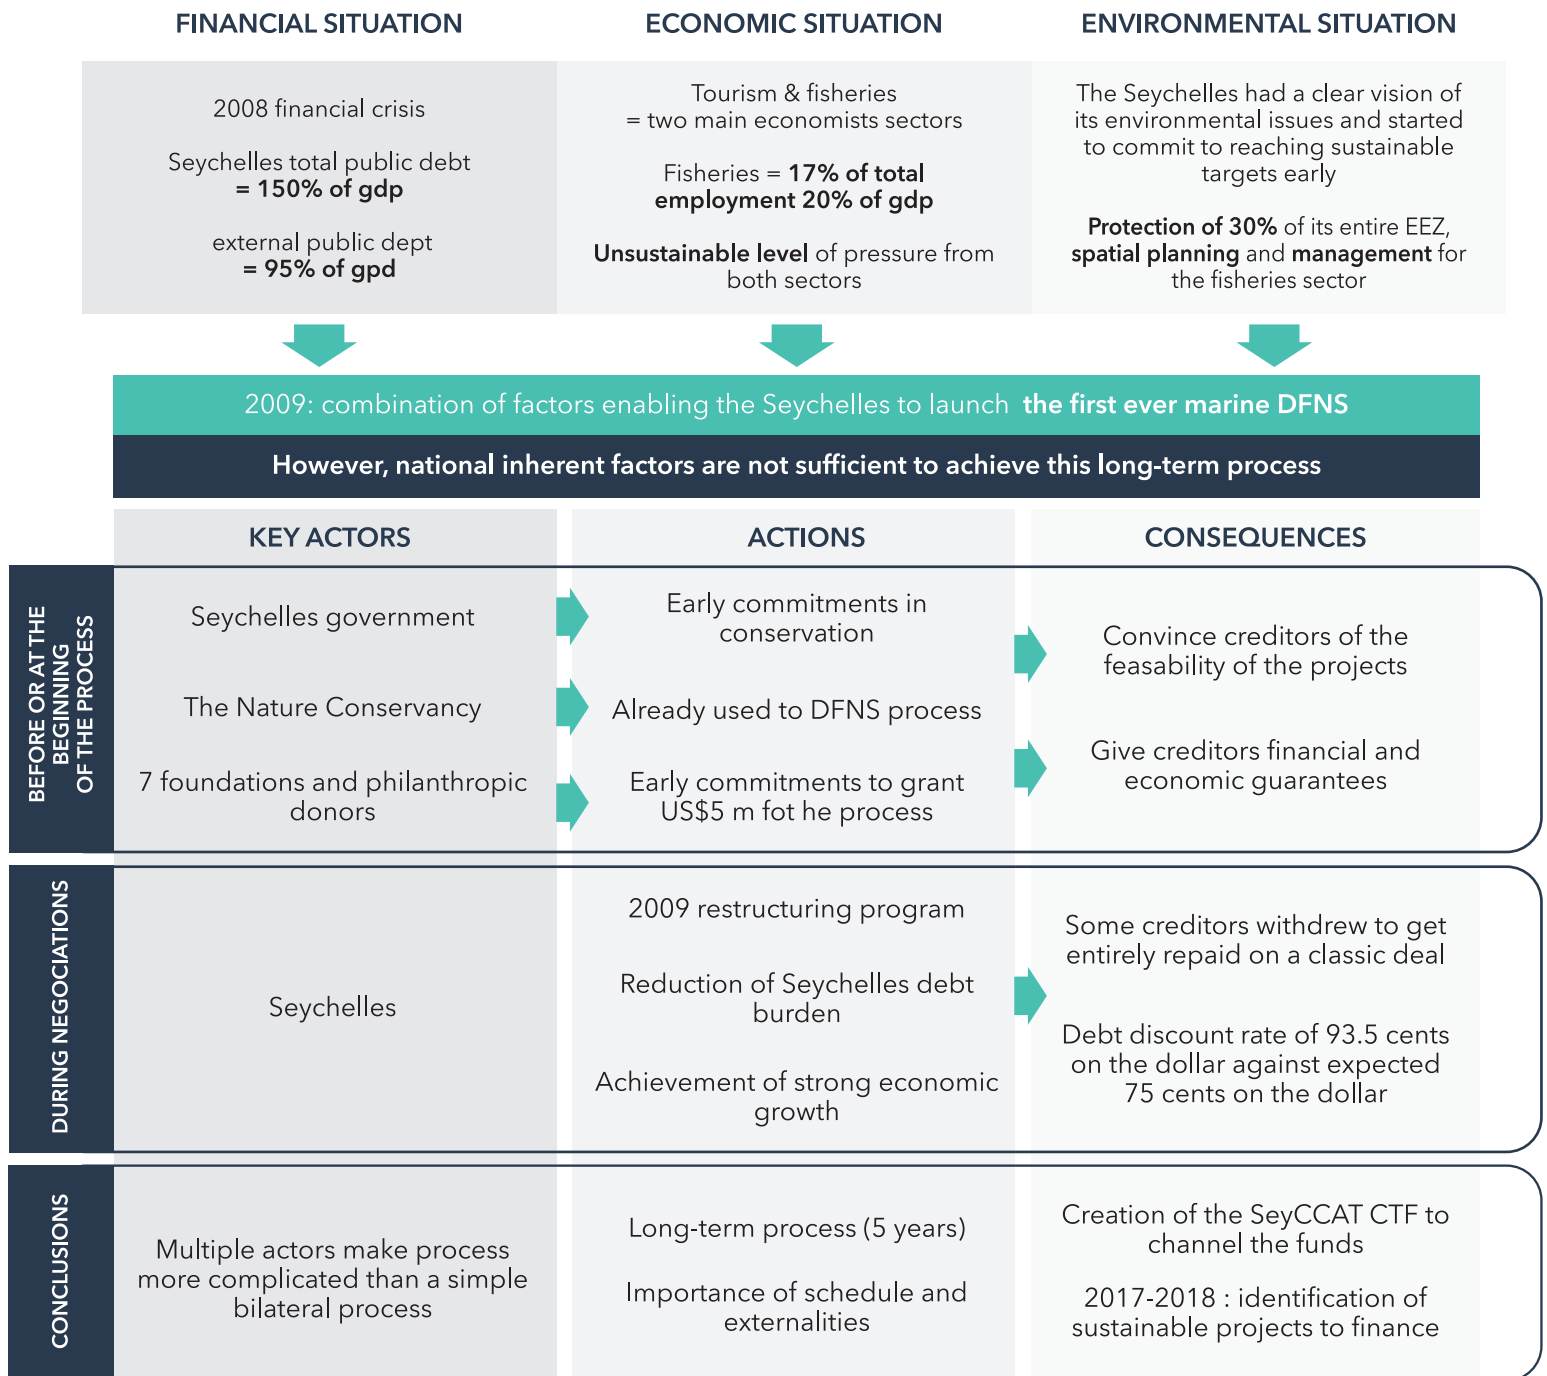 FINANCIAL SITUATION
ECONOMIC SITUATION
ENVIRONMENTAL SITUATION
2008 financial crisis
Seychelles total public debt
= 150% of gdp
external public dept
= 95% of gpd
Tourism & fisheries
= two main economists sectors
Fisheries = 17% of total
employment 20% of gdp
Unsustainable level of pressure from
both sectors
The Seychelles had a clear vision of
its environmental issues and started
to commit to reaching sustainable
targets early
Protection of 30% of its entire EEZ,
spatial planning and management for
the fisheries sector
2009: combination of factors enabling the Seychelles to launch the first ever marine DFNS
However, national inherent factors are not sufficient to achieve this long-term process
KEY ACTORS
ACTIONS
CONSEQUENCES
BEFORE OR AT THE
BEGINNING
OF THE PROCESS
Seychelles government
The Nature Conservancy
7 foundations and philanthropic
donors
Early commitments in
conservation
Already used to DFNS process
Early commitments to grant
US$5 m fot he process
Convince creditors of the
feasability of the projects
Give creditors financial and
economic guarantees
DURING NEGOCIATIONS
Seychelles
2009 restructuring program
Reduction of Seychelles debt
burden
Achievement of strong economic
growth
Some creditors withdrew to get
entirely repaid on a classic deal
Debt discount rate of 93.5 cents
on the dollar against expected
75 cents on the dollar
CONCLUSIONS
Multiple actors make process
more complicated than a simple
bilateral process
Long-term process (5 years)
Importance of schedule and
externalities
Creation of the SeyCCAT CTF to
channel the funds
2017-2018 : identification of
sustainable projects to finance